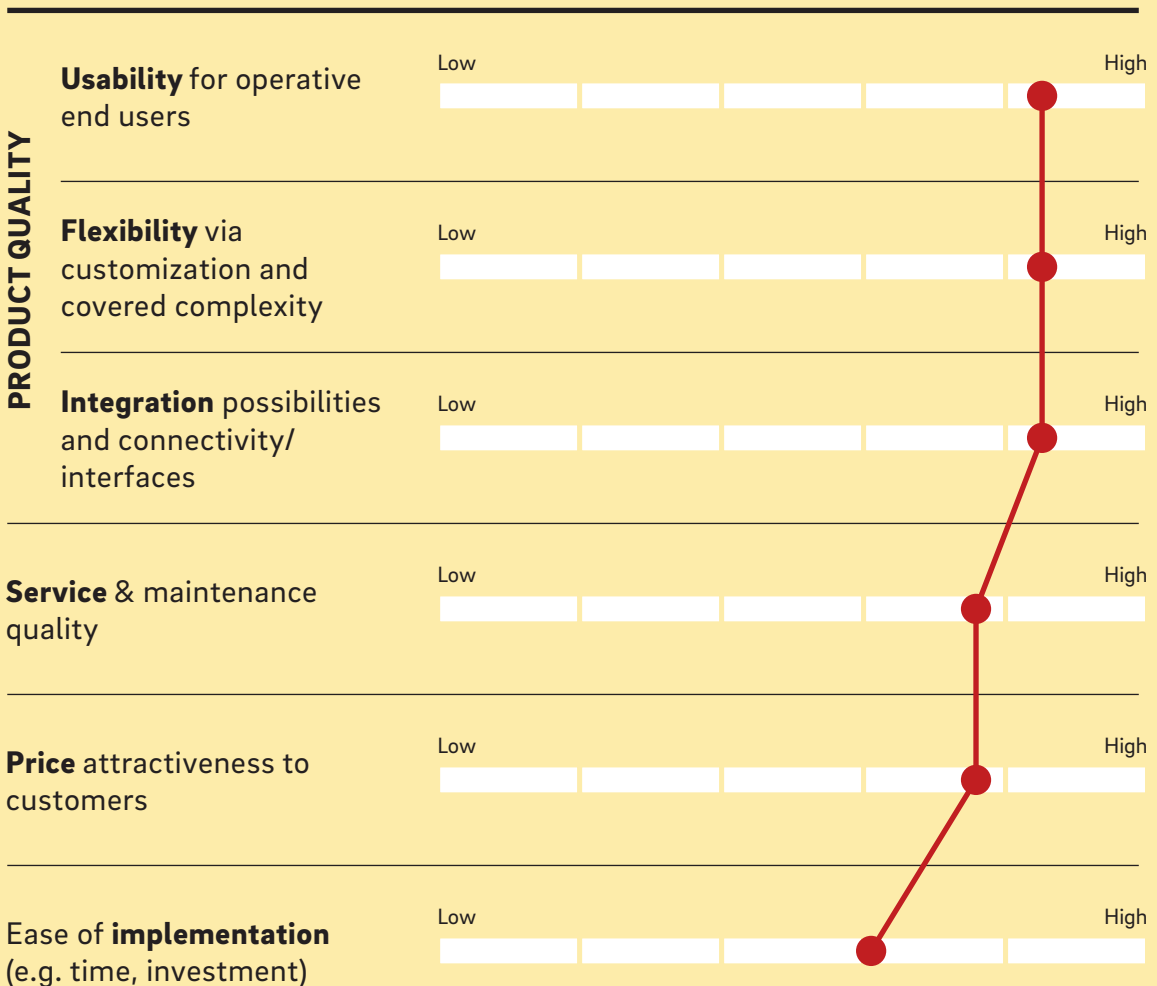 PRODUCT QUALITY
Low High
Usability for operative
end users
Low High
Flexibility via
customization and
covered complexity
Low High
Integration possibilities
and connectivity/
interfaces
Low High
Service & maintenance
quality
Low High
Price attractiveness to
customers
Low High
Ease of implementation
(e.g. time, investment)